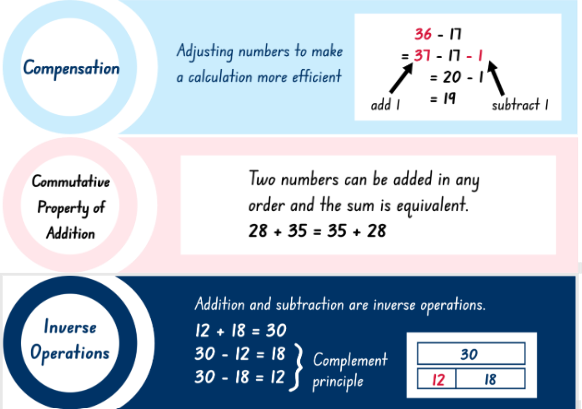 Compensation
Adjusting numbers to make
a calculation more efficient
36 - 17
= 37 - 17 - 1
= 20 - 1
= 19
add 1
subtract 1
Commutative
Property of
Addition
Two numbers can be added in any
order and the sum is equivalent.
28 + 35 = 35 + 28
Inverse
Operations
Addition and subtraction are inverse operations.
12 + 18 = 30
30 - 12 = 18
30 - 18 = 12
Complement
principle
30
12 18